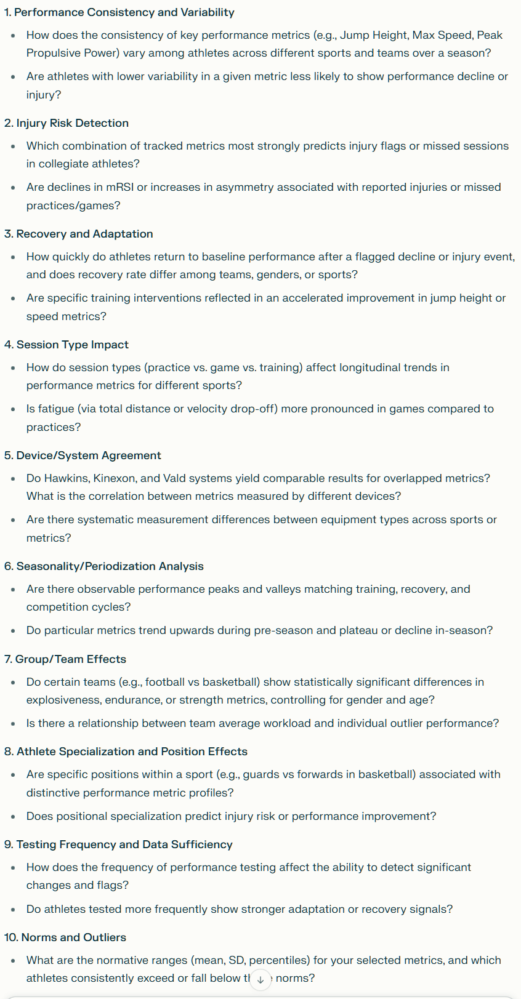 1. Performance Consistency and Variability
• How does the consistency of key performance metrics (e.g., Jump Height, Max Speed, Peak
Propulsive Power) vary among athletes across different sports and teams over a season?
• Are athletes with lower variability in a given metric less likely to show performance decline or
injury?
2. Injury Risk Detection
• Which combination of tracked metrics most strongly predicts injury flags or missed sessions
in collegiate athletes?
• Are declines in mRSI or increases in asymmetry associated with reported injuries or missed
practices/games?
3. Recovery and Adaptation
• How quickly do athletes return to baseline performance after a flagged decline or injury event,
and does recovery rate differ among teams, genders, or sports?
• Are specific training interventions reflected in an accelerated improvement in jump height or
speed metrics?
4. Session Type Impact
• How do session types (practice vs. game vs. training) affect longitudinal trends in
performance metrics for different sports?
• Is fatigue (via total distance or velocity drop-off) more pronounced in games compared to
practices?
5. Device/System Agreement
• Do Hawkins, Kinexon, and Vald systems yield comparable results for overlapped metrics?
What is the correlation between metrics measured by different devices?
• Are there systematic measurement differences between equipment types across sports or
metrics?
6. Seasonality/Periodization Analysis
• Are there observable performance peaks and valleys matching training, recovery, and
competition cycles?
• Do particular metrics trend upwards during pre-season and plateau or decline in-season?
7. Group/Team Effects
• Do certain teams (e.g., football vs basketball) show statistically significant differences in
explosiveness, endurance, or strength metrics, controlling for gender and age?
• Is there a relationship between team average workload and individual outlier performance?
8. Athlete Specialization and Position Effects
• Are specific positions within a sport (e.g., guards vs forwards in basketball) associated with
distinctive performance metric profiles?
• Does positional specialization predict injury risk or performance improvement?
9. Testing Frequency and Data Sufficiency
• How does the frequency of performance testing affect the ability to detect significant
changes and flags?
• Do athletes tested more frequently show stronger adaptation or recovery signals?
10. Norms and Outliers
• What are the normative ranges (mean, SD, percentiles) for your selected metrics, and which
athletes consistently exceed or fall below norms?